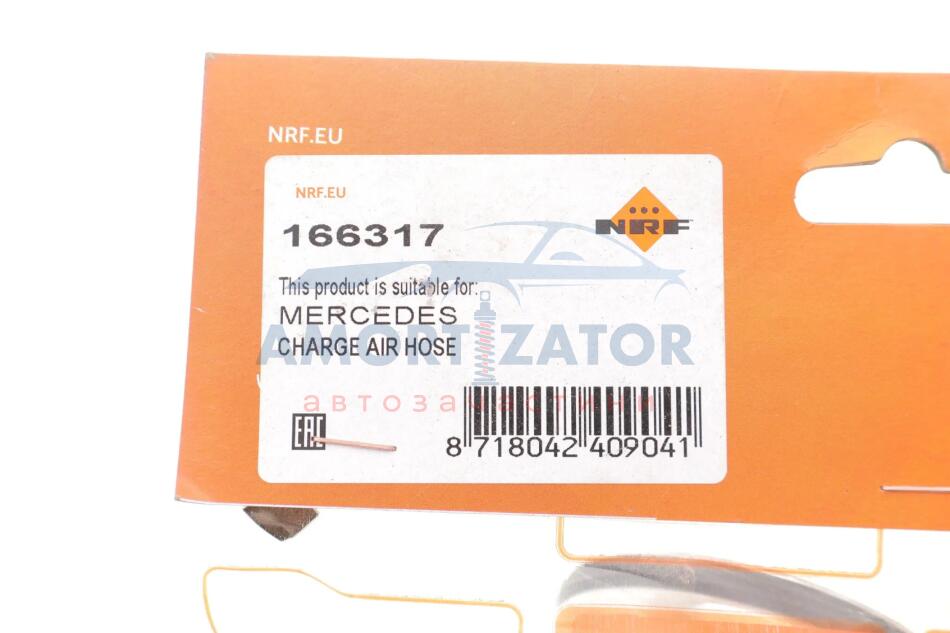 NRF.EU
NRF.EU
166317
NRF
This product is suitable for:
MERCEDES
AMORTIZATOR
CHARGE AIR HOSE
автозапчастини
EAC
8 718042 409041